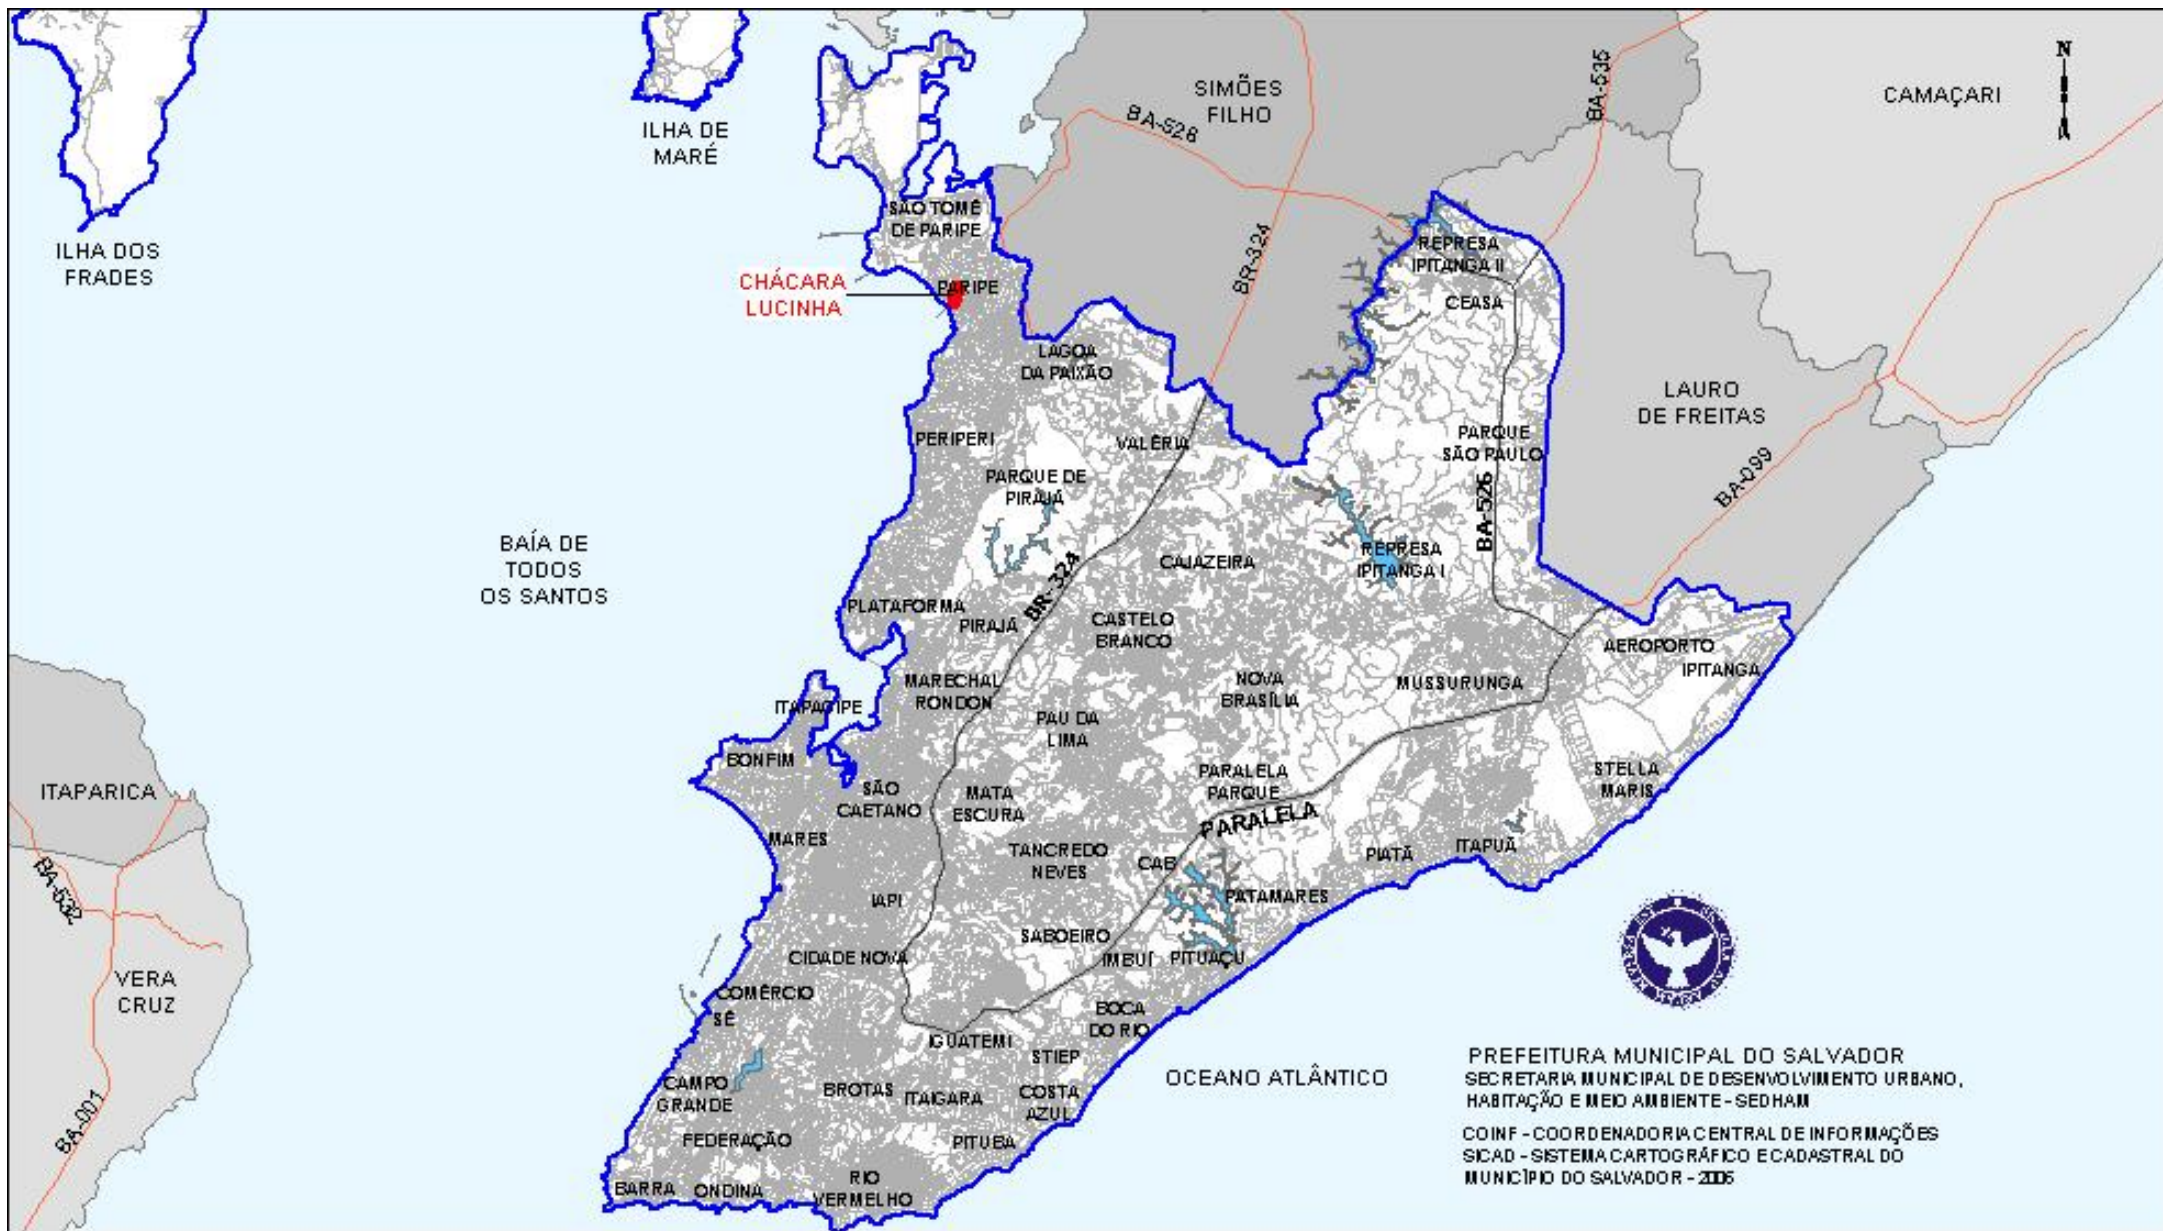 N
SIMÕES
FILHO
BA-535
CAMAÇARI
BA-526
ILHA DE
MARÉ
SÃO TOMÉ
DE PARIPE
ILHA DOS
FRADES
BR-324
REPRESA
IPITANGA II
CHÁCARA
LUCINHA
PARIPE
CEASA
LAGOA
DA PAIXÃO
LAURO
DE FREITAS
PERIPERI
VALÉRIA
PARQUE
SÃO PAULO
PARQUE DE
PIRAJÁ
BA-099
BA-526
BAÍA DE
TODOS
OS SANTOS
CAJAZEIRA
REPRESA
IPITANGA I
BR-324
PLATAFORMA
PIRAJÁ
CASTELO
BRANCO
AEROPORTO
IPITANGA
MARECHAL
RONDON
NOVA
BRASÍLIA
MUSSURUNGA
ITAPAGIPE
PAU DA
LIMA
BONFIM
ITAPARICA
SÃO
CAETANO
MATA
ESCURA
PARALELA
PARQUE
STELLA
MARIS
PARALELA
MARES
TANCREDO
NEVES
CAB
PIATÃ
ITAPUÃ
BA-532
IAPI
PATAMARES
SABOEIRO
CIDADE NOVA
IMBUÍ
PITUAÇU
VERA
CRUZ
COMÉRCIO
SÉ
BOCA
DO RIO
IGUATEMI
STIEP
OCEANO ATLÂNTICO
CAMPO
GRANDE
BROTAS
ITAIGARA
COSTA
AZUL
BA-001
FEDERAÇÃO
PITUBA
BARRA
ONDINA
RIO
VERMELHO
PREFEITURA MUNICIPAL DO SALVADOR
SECRETARIA MUNICIPAL DE DESENVOLVIMENTO URBANO,
HABITAÇÃO E MEIO AMBIENTE - SEDHAM
COINF - COORDENADORIA CENTRAL DE INFORMAÇÕES
SICAD - SISTEMA CARTOGRÁFICO E CADASTRAL DO
MUNICÍPIO DO SALVADOR - 2006